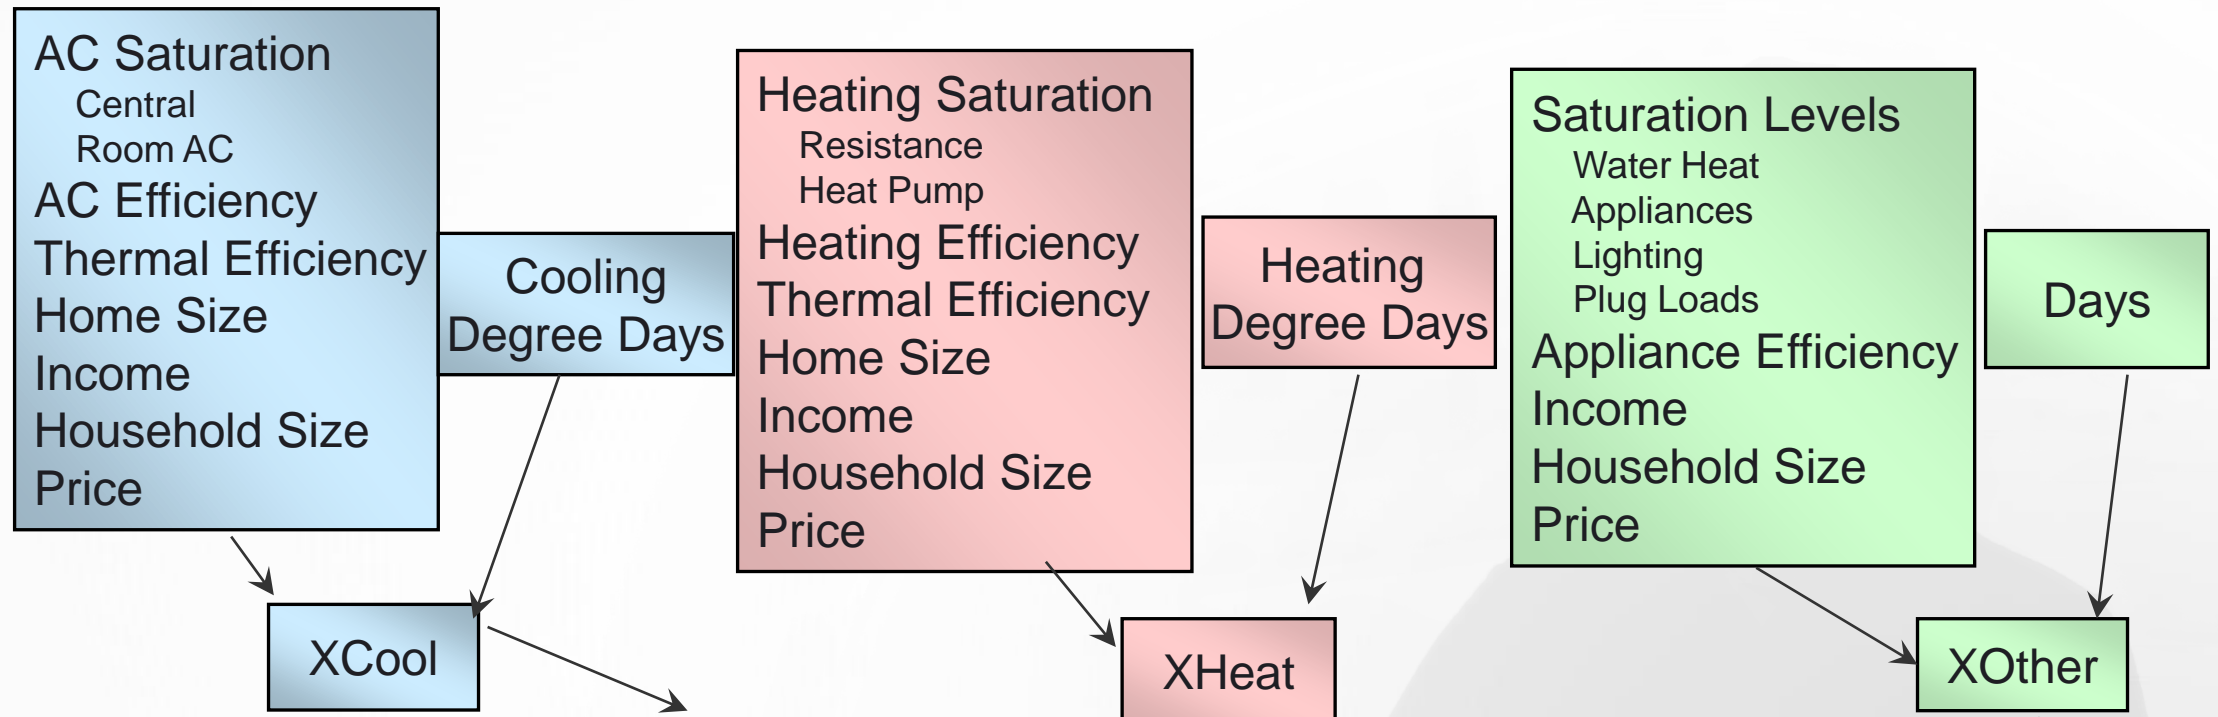 AC Saturation
Central
Room AC
AC Efficiency
Thermal Efficiency
Home Size
Income
Household Size
Price
Cooling
Degree Days
XCool
Heating Saturation
Resistance
Heat Pump
Heating Efficiency
Thermal Efficiency
Home Size
Income
Household Size
Price
Heating
Degree Days
XHeat
Saturation Levels
Water Heat
Appliances
Lighting
Plug Loads
Appliance Efficiency
Income
Household Size
Price
Days
XOther